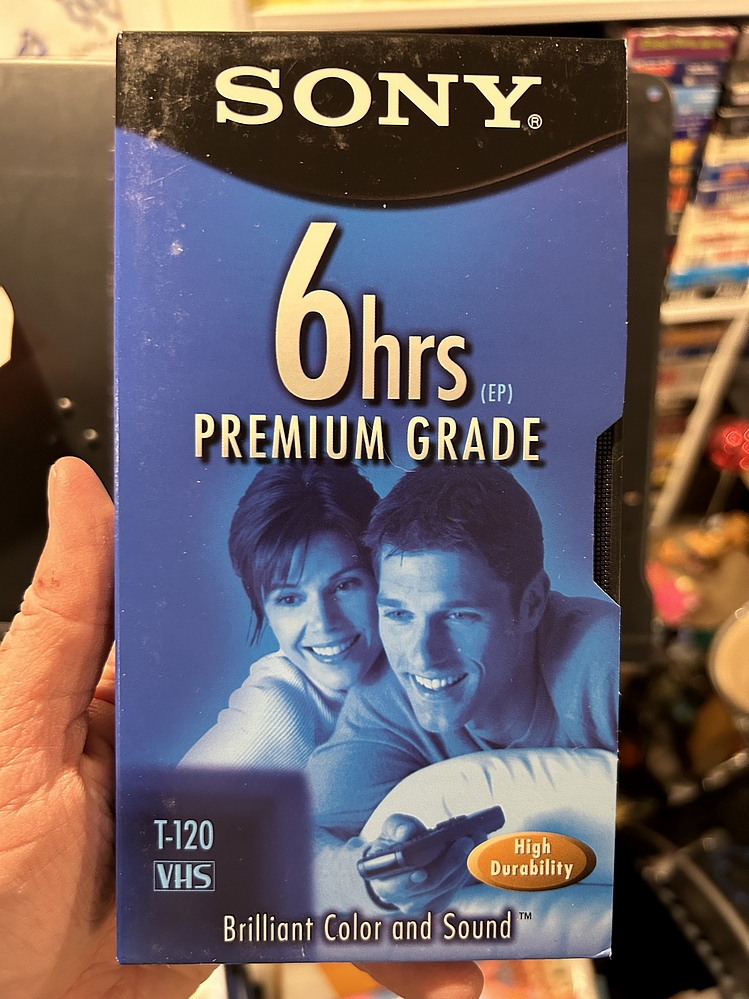 SONY®
6hrs (EP)
PREMIUM GRADE
T-120
VHS
High
Durability
Brilliant Color and Sound™